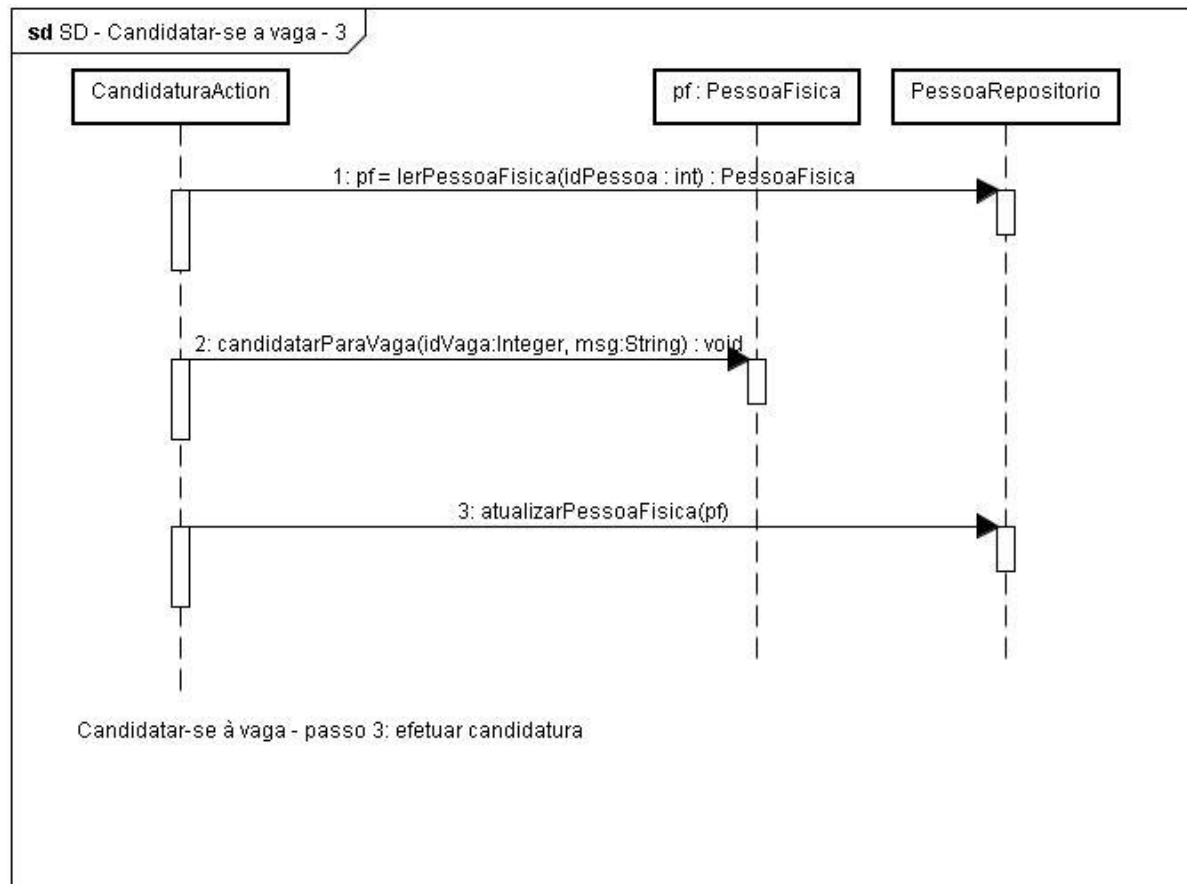 sd SD - Candidatar-se a vaga - 3
CandidaturaAction
pf : PessoaFisica
PessoaRepositorio
1: pf = lerPessoaFisica(idPessoa : int) : PessoaFisica
2: candidatarParaVaga(idVaga:Integer, msg:String) : void
3: atualizarPessoaFisica(pf)
Candidatar-se à vaga - passo 3: efetuar candidatura